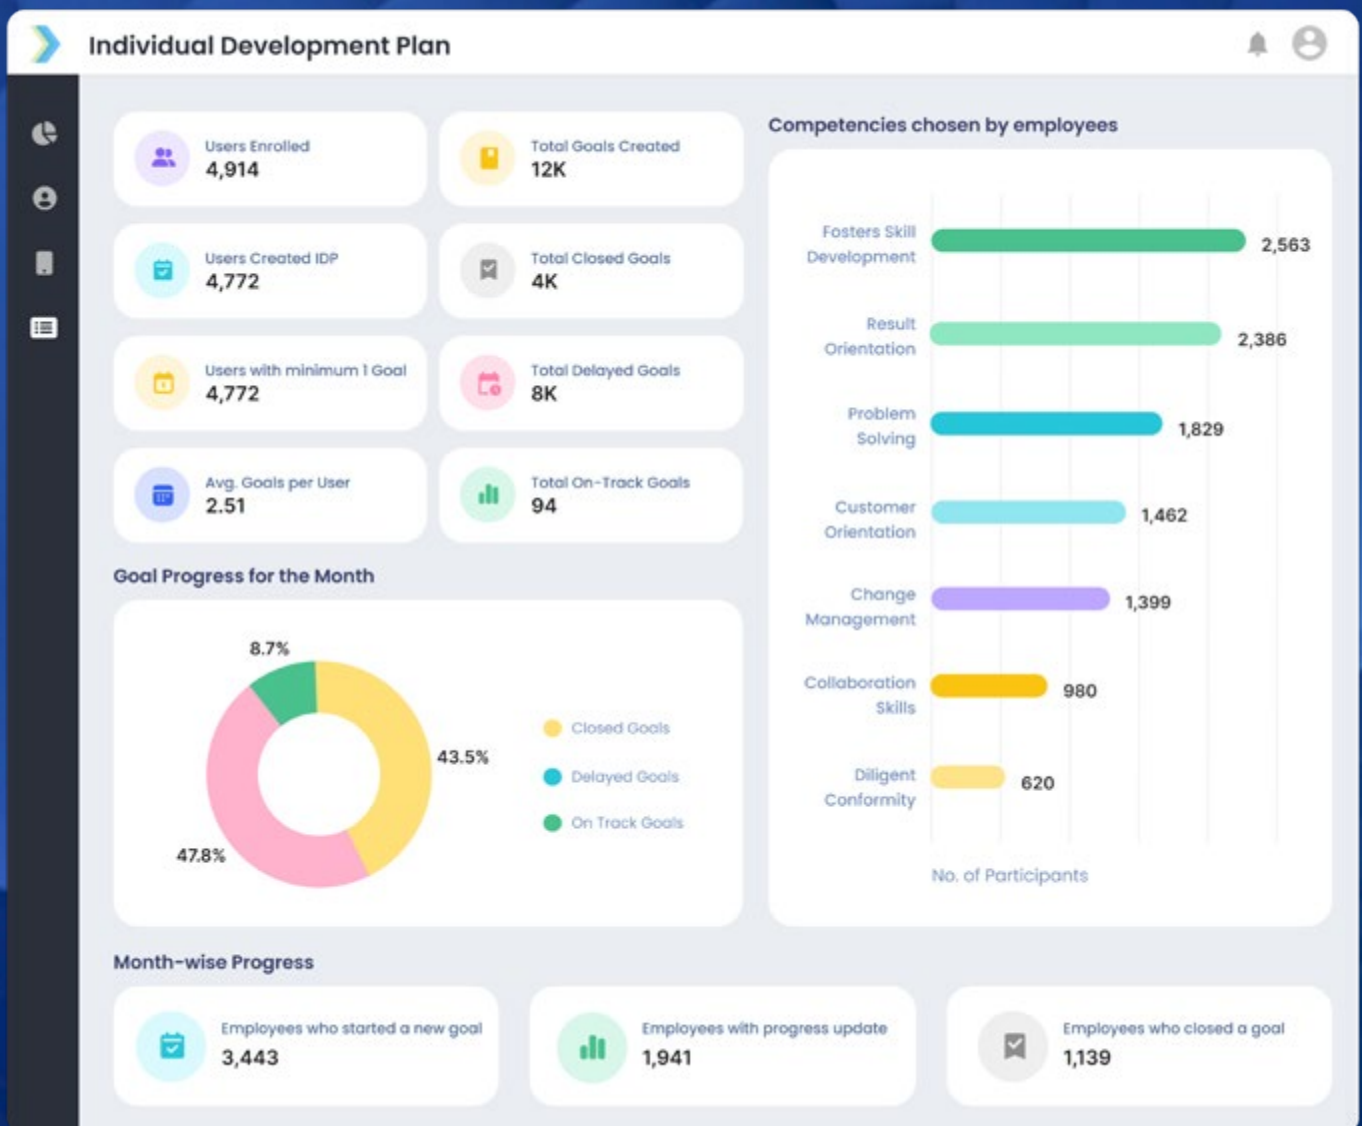 Individual Development Plan
Users Enrolled
4,914
Total Goals Created
12K
Users Created IDP
4,772
Total Closed Goals
4K
Users with minimum 1 Goal
4,772
Total Delayed Goals
8K
Avg. Goals per User
2.51
Total On-Track Goals
94
Goal Progress for the Month
8.7%
43.5%
47.8%
Closed Goals
Delayed Goals
On Track Goals
Competencies chosen by employees
Fosters Skill
Development
2,563
Result
Orientation
2,386
Problem
Solving
1,829
Customer
Orientation
1,462
Change
Management
1,399
Collaboration
Skills
980
Diligent
Conformity
620
No. of Participants
Month-wise Progress
Employees who started a new goal
3,443
Employees with progress update
1,941
Employees who closed a goal
1,139